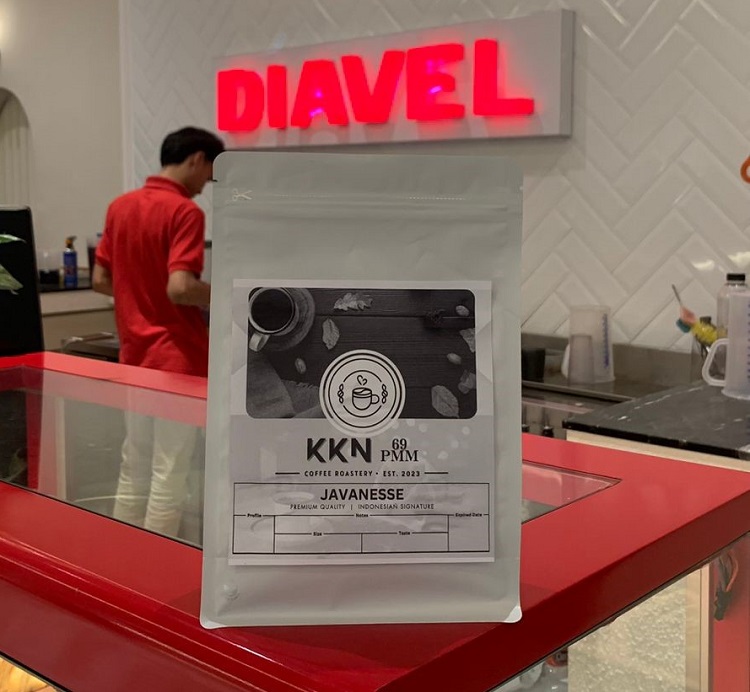 DIAVEL
KKN 69 PMM
COFFEE ROASTERY • EST. 2023
JAVANESSE
PREMIUM QUALITY | INDONESIAN SIGNATURE
Profile Notes Expired Date
Size Taste